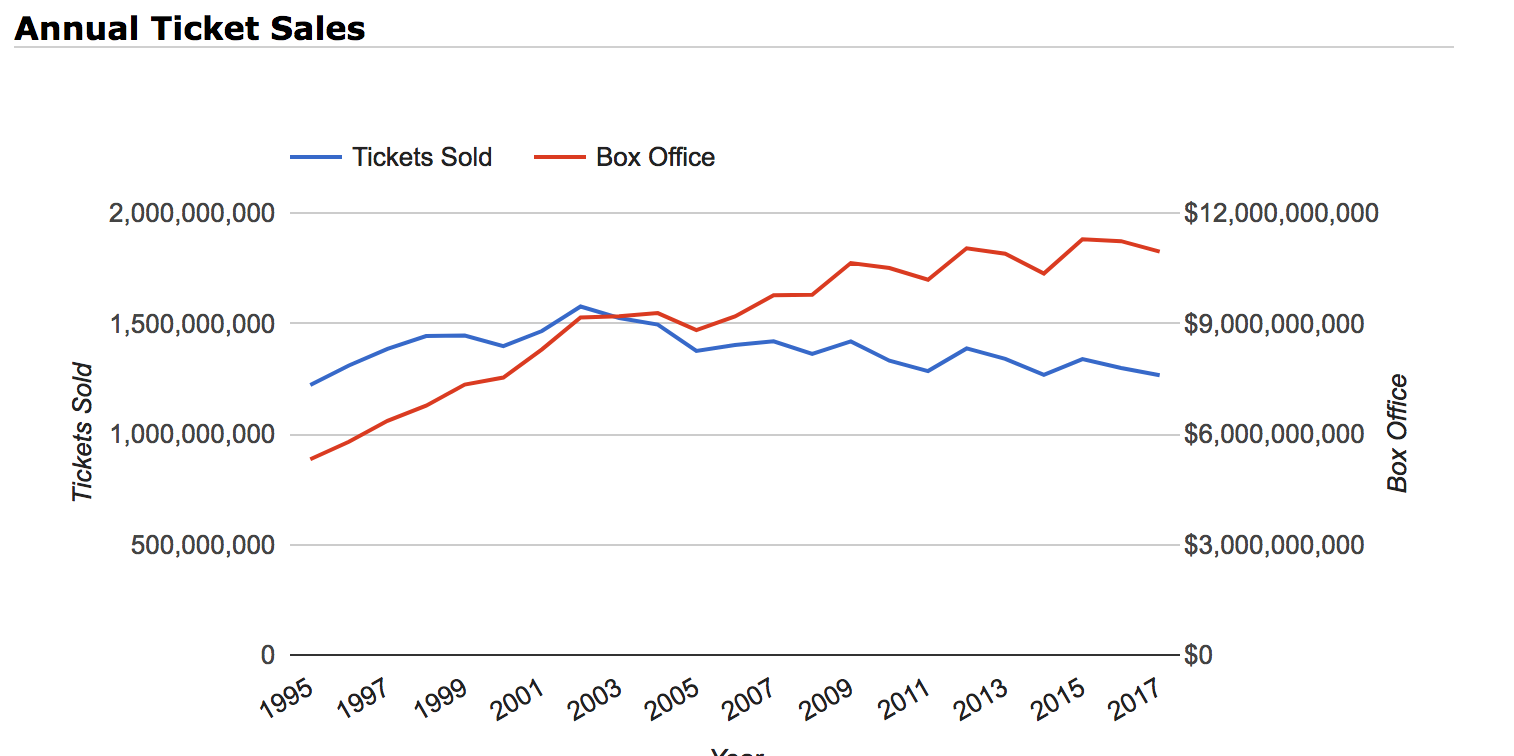 Annual Ticket Sales
Tickets Sold
Box Office
2,000,000,000
$12,000,000,000
1,500,000,000
$9,000,000,000
Tickets Sold
1,000,000,000
$6,000,000,000
Box Office
500,000,000
$3,000,000,000
0
$0
1995 1997 1999 2001 2003 2005 2007 2009 2011 2013 2015 2017
Year